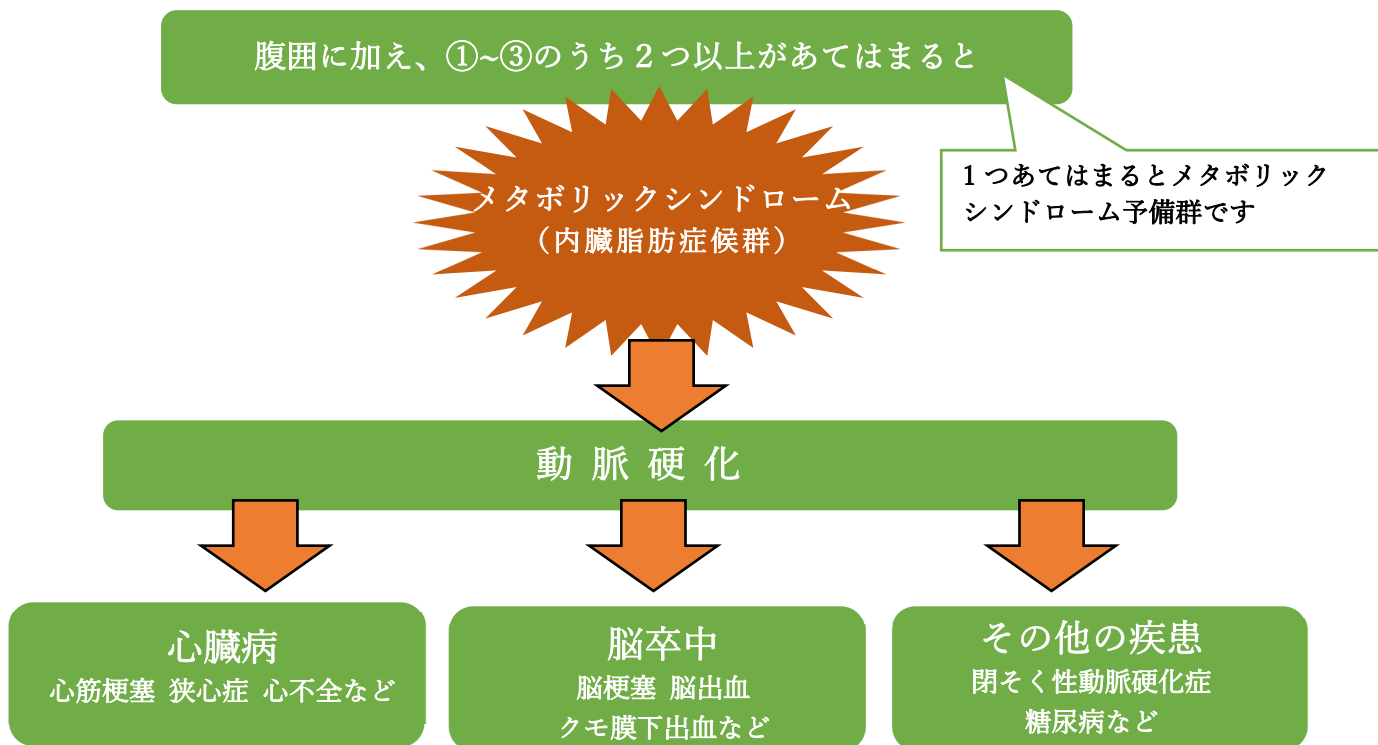 腹囲に加え、①~③のうち２つ以上があてはまると
１つあてはまるとメタボリック
シンドローム予備群です
メタボリックシンドローム
（内臓脂肪症候群）
動 脈 硬 化
心臓病
心筋梗塞 狭心症 心不全など
脳卒中
脳梗塞 脳出血
クモ膜下出血など
その他の疾患
閉そく性動脈硬化症
糖尿病など